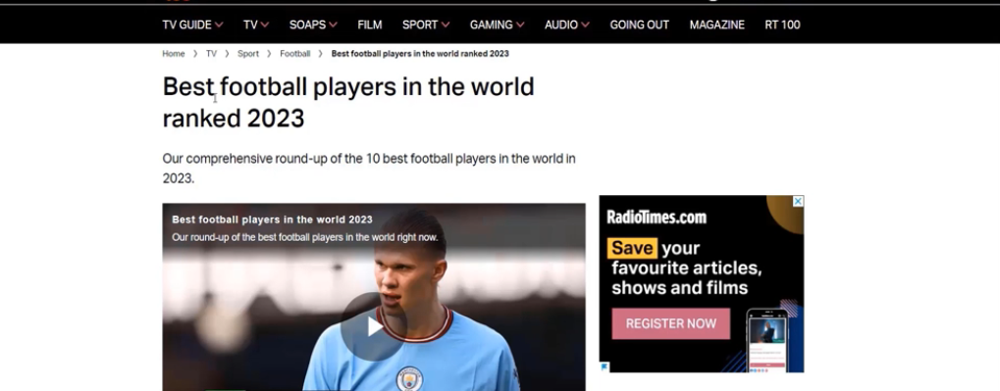 TV GUIDE TV SOAPS FILM SPORT GAMING AUDIO GOING OUT MAGAZINE RT 100
Home > TV > Sport > Football > Best football players in the world ranked 2023
Best football players in the world
ranked 2023
Our comprehensive round-up of the 10 best football players in the world in
2023.
Best football players in the world 2023
Our round-up of the best football players in the world right now.
RadioTimes.com
Save your
favourite articles,
shows and films
REGISTER NOW